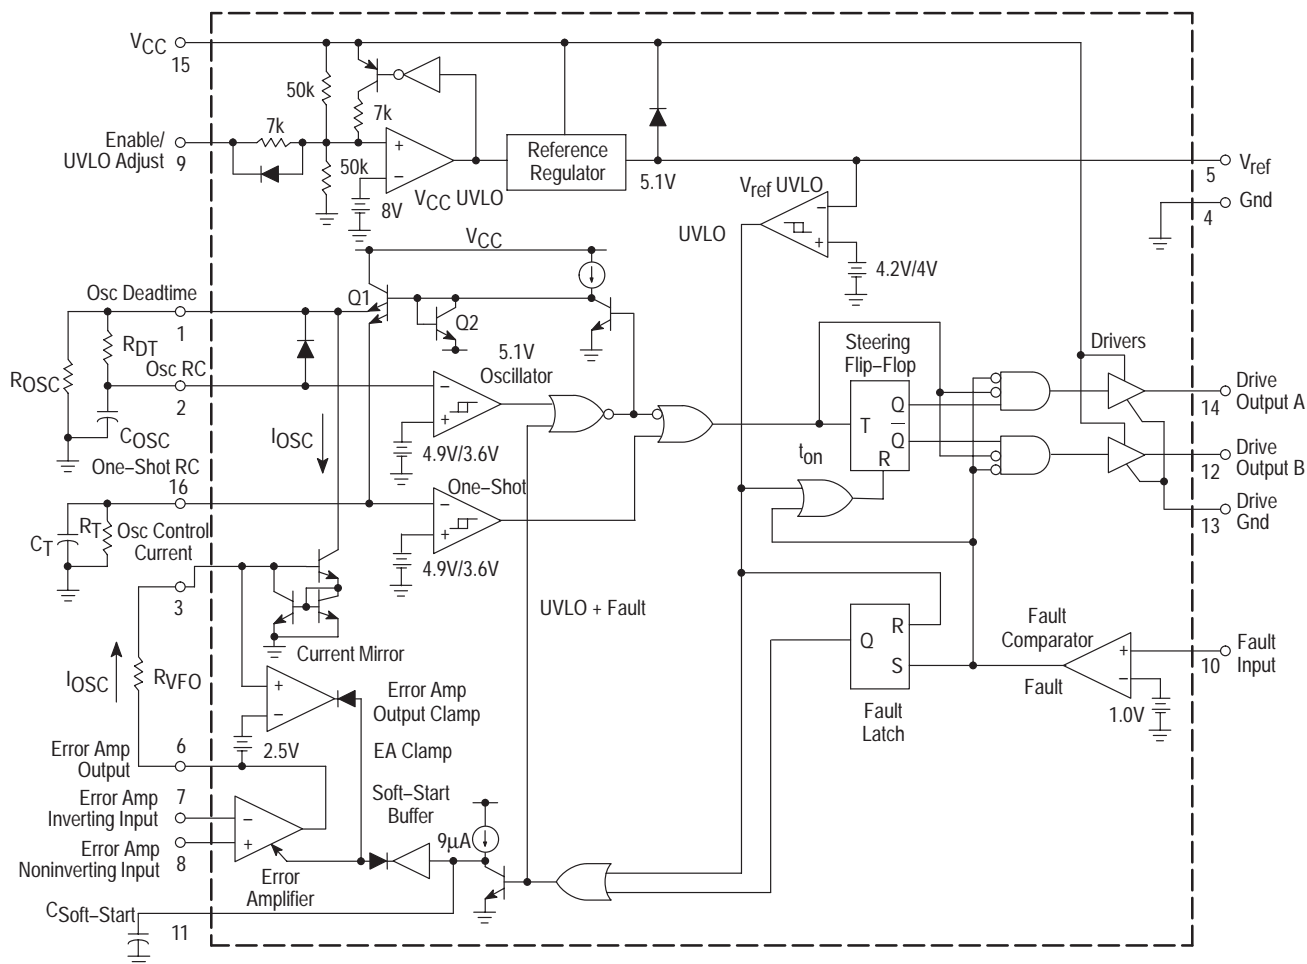 VCC
15
50k
7k
7k
Enable/
UVLO Adjust
9
50k
+
–
8V
VCC UVLO
Reference
Regulator
5.1V
Vref
5
Gnd
4
Vref UVLO
–
+
UVLO
4.2V/4V
VCC
Osc Deadtime
1
Q1
Q2
RDT
ROSC
Osc RC
2
COSC
IOSC
5.1V
Oscillator
–
+
4.9V/3.6V
One–Shot RC
16
One–Shot
–
+
4.9V/3.6V
CT
RT
Osc Control
Current
3
Steering
Flip–Flop
T
Q
Q
R
ton
Drivers
Drive
Output A
14
Drive
Output B
12
Drive
Gnd
13
UVLO + Fault
Current Mirror
IOSC
RVFO
+
–
2.5V
Error Amp
Output Clamp
EA Clamp
Q
R
S
Fault
Latch
Fault
Comparator
+
–
Fault
1.0V
Fault
Input
10
Error Amp
Output
6
Error Amp
Inverting Input
7
Error Amp
Noninverting Input
8
–
+
Error
Amplifier
Soft–Start
Buffer
9µA
CSoft–Start
11